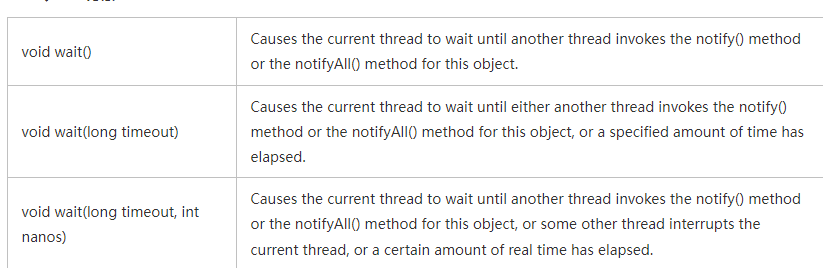 void wait()
Causes the current thread to wait until another thread invokes the notify() method
or the notifyAll() method for this object.
void wait(long timeout)
Causes the current thread to wait until either another thread invokes the notify()
method or the notifyAll() method for this object, or a specified amount of time has
elapsed.
void wait(long timeout, int
nanos)
Causes the current thread to wait until another thread invokes the notify() method
or the notifyAll() method for this object, or some other thread interrupts the
current thread, or a certain amount of real time has elapsed.